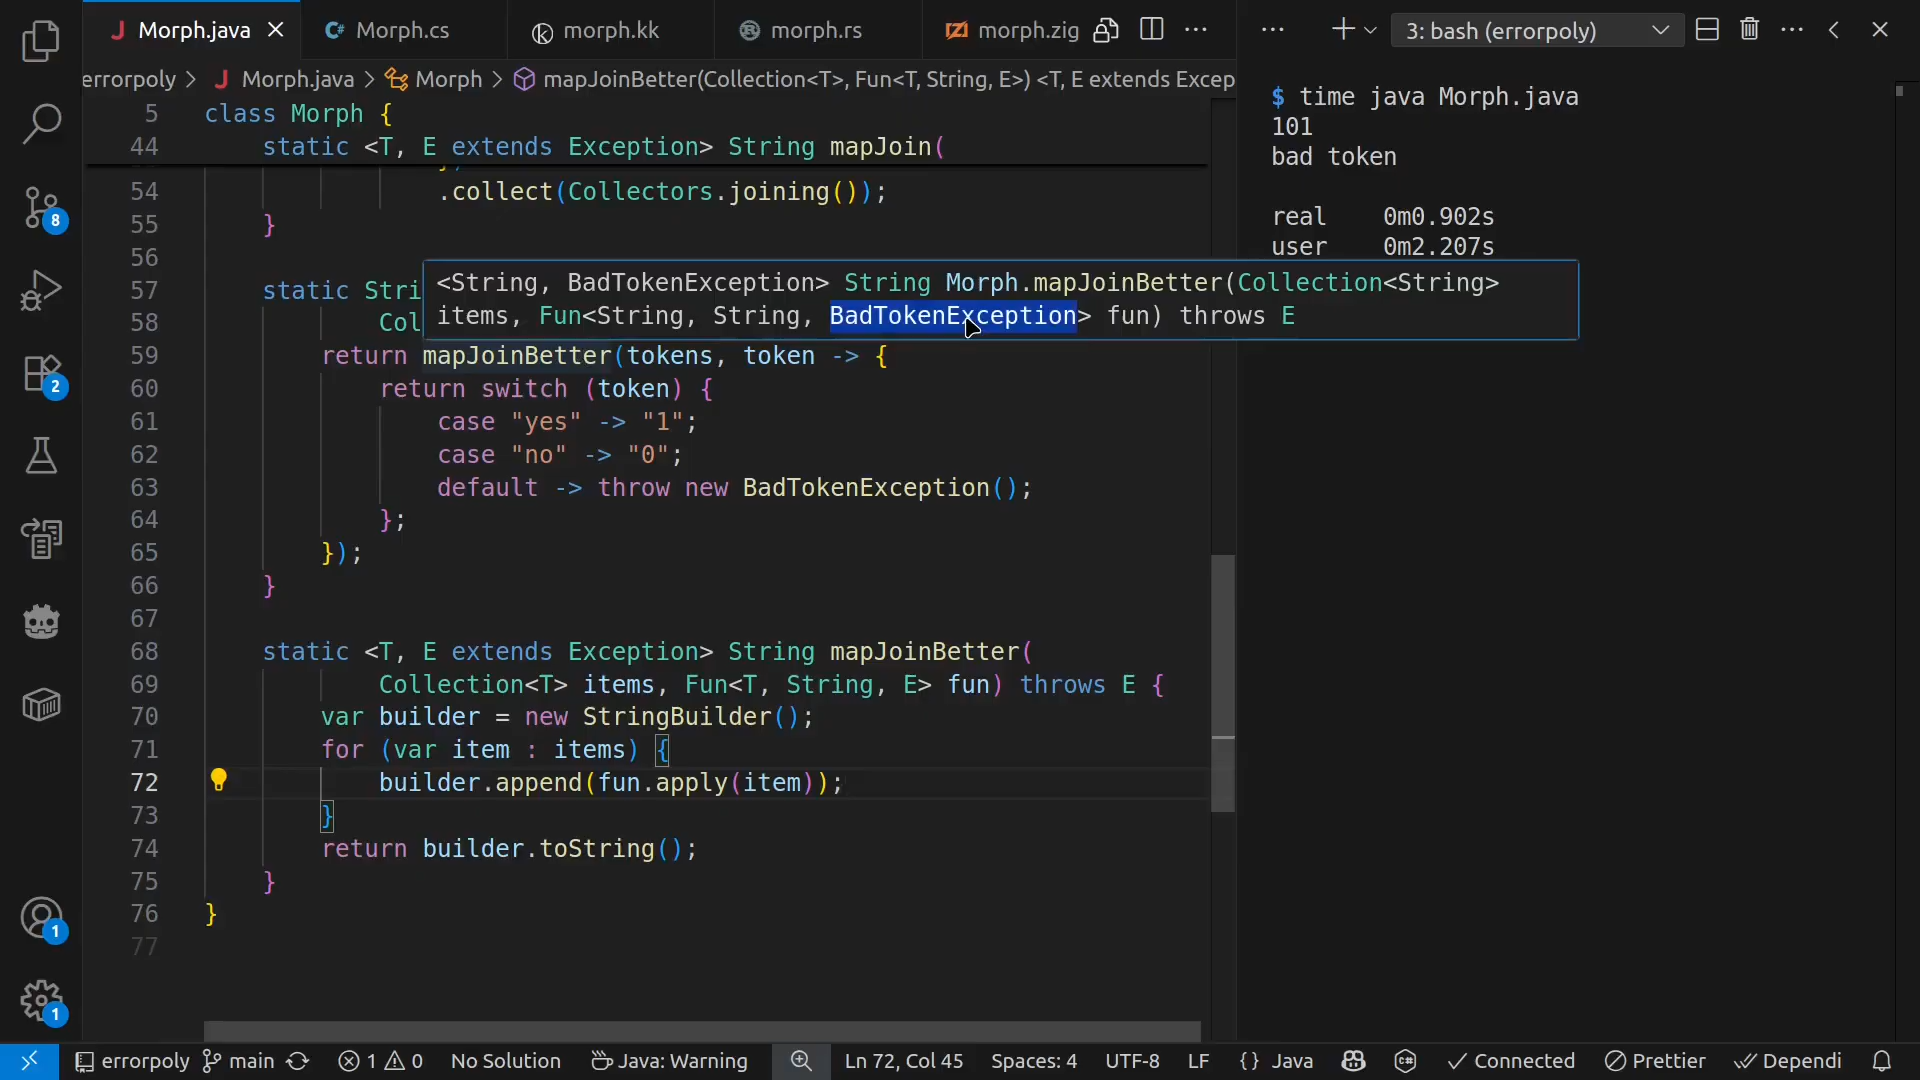 Morph.java
Morph.cs
morph.kk
morph.rs
morph.zig
3: bash (errorpoly)
errorpoly > Morph.java > Morph > mapJoinBetter(Collection<T>, Fun<T, String, E>) <T, E extends Excep
5 class Morph {
44 static <T, E extends Exception> String mapJoin(
54 .collect(Collectors.joining());
55 }
56
57 static Stri
58 Col
<String, BadTokenException> String Morph.mapJoinBetter(Collection<String>
items, Fun<String, String, BadTokenException> fun) throws E
59 return mapJoinBetter(tokens, token -> {
60 return switch (token) {
61 case "yes" -> "1";
62 case "no" -> "0";
63 default -> throw new BadTokenException();
64 };
65 });
66 }
67
68 static <T, E extends Exception> String mapJoinBetter(
69 Collection<T> items, Fun<T, String, E> fun) throws E {
70 var builder = new StringBuilder();
71 for (var item : items) {
72 builder.append(fun.apply(item));
73 }
74 return builder.toString();
75 }
76 }
77
$ time java Morph.java
101
bad token
real 0m0.902s
user 0m2.207s
8
2
1
1
errorpoly main 1 0 No Solution Java: Warning Ln 72, Col 45 Spaces: 4 UTF-8 LF {} Java Connected Prettier Dependi